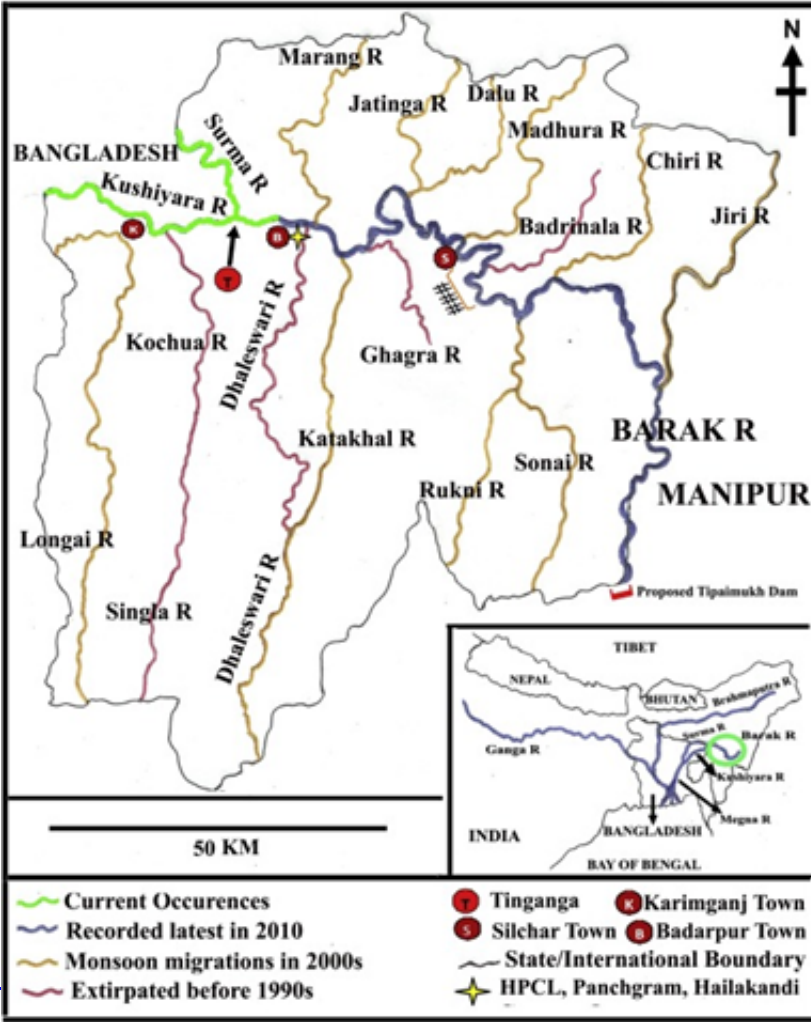 N
Marang R
Jatinga R
Dalu R
Madhura R
Surma R
BANGLADESH
Kushiyara R
Chiri R
Jiri R
Badrinala R
K
B
S
T
Kochua R
Dhaleswari R
Ghagra R
Katakhal R
BARAK R
Sonai R
Rukni R
MANIPUR
Longai R
Singla R
Dhaleswari R
Proposed Tipaimukh Dam
TIBET
NEPAL
BHUTAN
Brahmaputra R
Surma R
Barak R
Ganga R
Kushiyara R
Megna R
BANGLADESH
INDIA
BAY OF BENGAL
50 KM
Current Occurences
Recorded latest in 2010
Monsoon migrations in 2000s
Extirpated before 1990s
T Tinganga
K Karimganj Town
S Silchar Town
B Badarpur Town
State/International Boundary
HPCL, Panchgram, Hailakandi